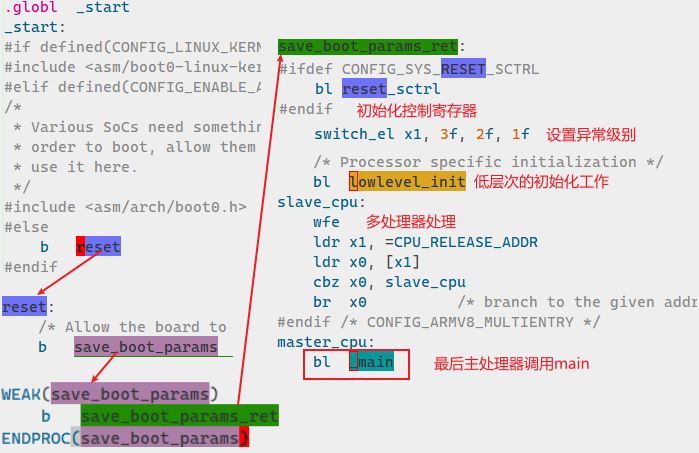 .globl  _start
_start:
#if defined(CONFIG_LINUX_KERN
#include <asm/boot0-linux-ker
#elif defined(CONFIG_ENABLE_A
/*
 * Various SoCs need somethin
 * order to boot, allow them
 * use it here.
 */
#include <asm/arch/boot0.h>
#else
    b   reset
#endif
reset:
    /* Allow the board to
    b  save_boot_params
WEAK(save_boot_params)
    b   save_boot_params_ret
ENDPROC(save_boot_params)
save_boot_params_ret:
#ifdef CONFIG_SYS_RESET_SCTRL
    bl reset_sctrl
#endif 初始化控制寄存器
    switch_el x1, 3f, 2f, 1f 设置异常级别
    /* Processor specific initialization */
    bl  lowlevel_init 低层次的初始化工作
slave_cpu:
    wfe 多处理器处理
    ldr x1, =CPU_RELEASE_ADDR
    ldr x0, [x1]
    cbz x0, slave_cpu
    br  x0          /* branch to the given addr
#endif /* CONFIG_ARMV8_MULTIENTRY */
master_cpu:
    bl  _main 最后主处理器调用main